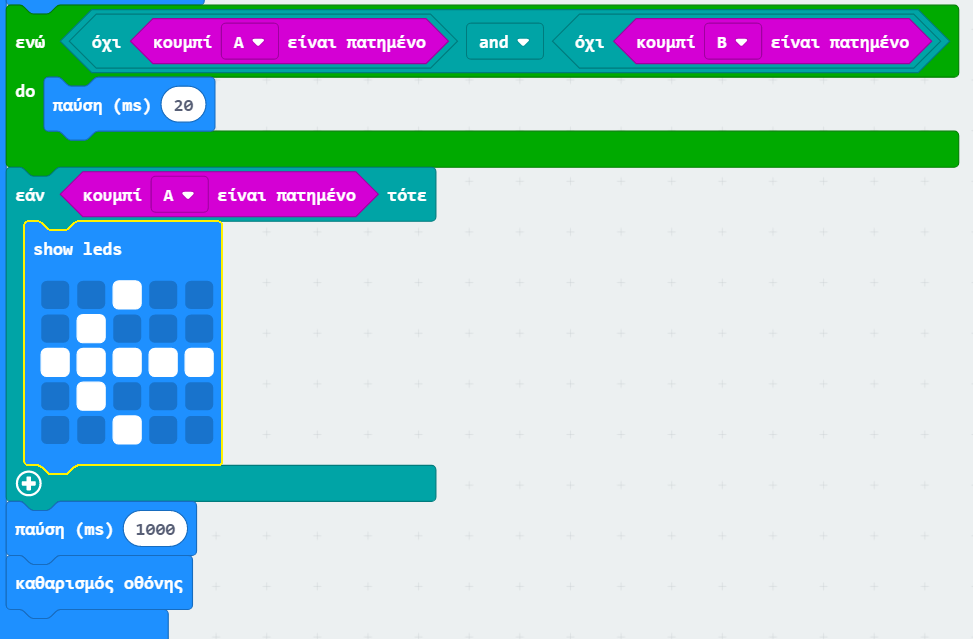 ενώ όχι κουμπί A είναι πατημένο and όχι κουμπί B είναι πατημένο
do παύση (ms) 20
εάν κουμπί A είναι πατημένο τότε
show leds
παύση (ms) 1000
καθαρισμός οθόνης